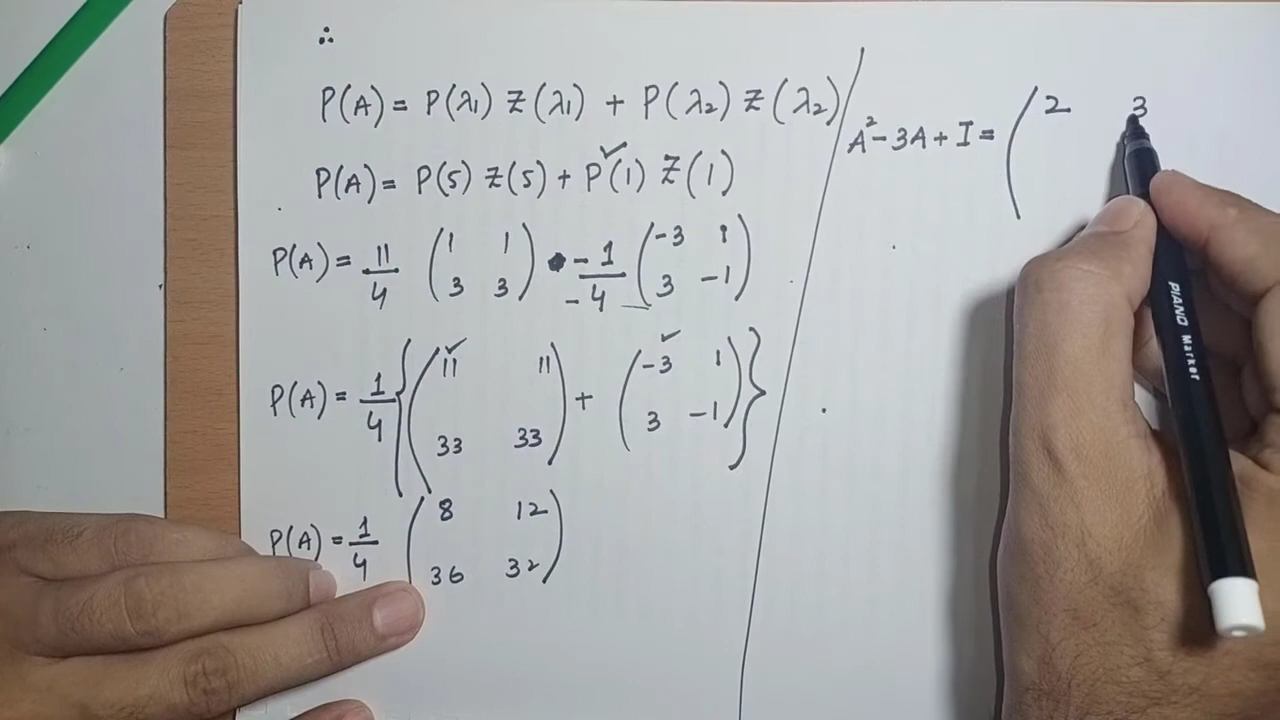 ∴
P(A) = P(λ1) Z(λ1) + P(λ2) Z(λ2)
P(A) = P(5) Z(5) + P(1) Z(1)
P(A) = 11/4 (1 1; 3 3) • -1/-4 (-3 1; 3 -1)
P(A) = 1/4 {(11 11; 33 33) + (-3 1; 3 -1)}
P(A) = 1/4 (8 12; 36 32)
A² - 3A + I = (2 3
PIANO Marker